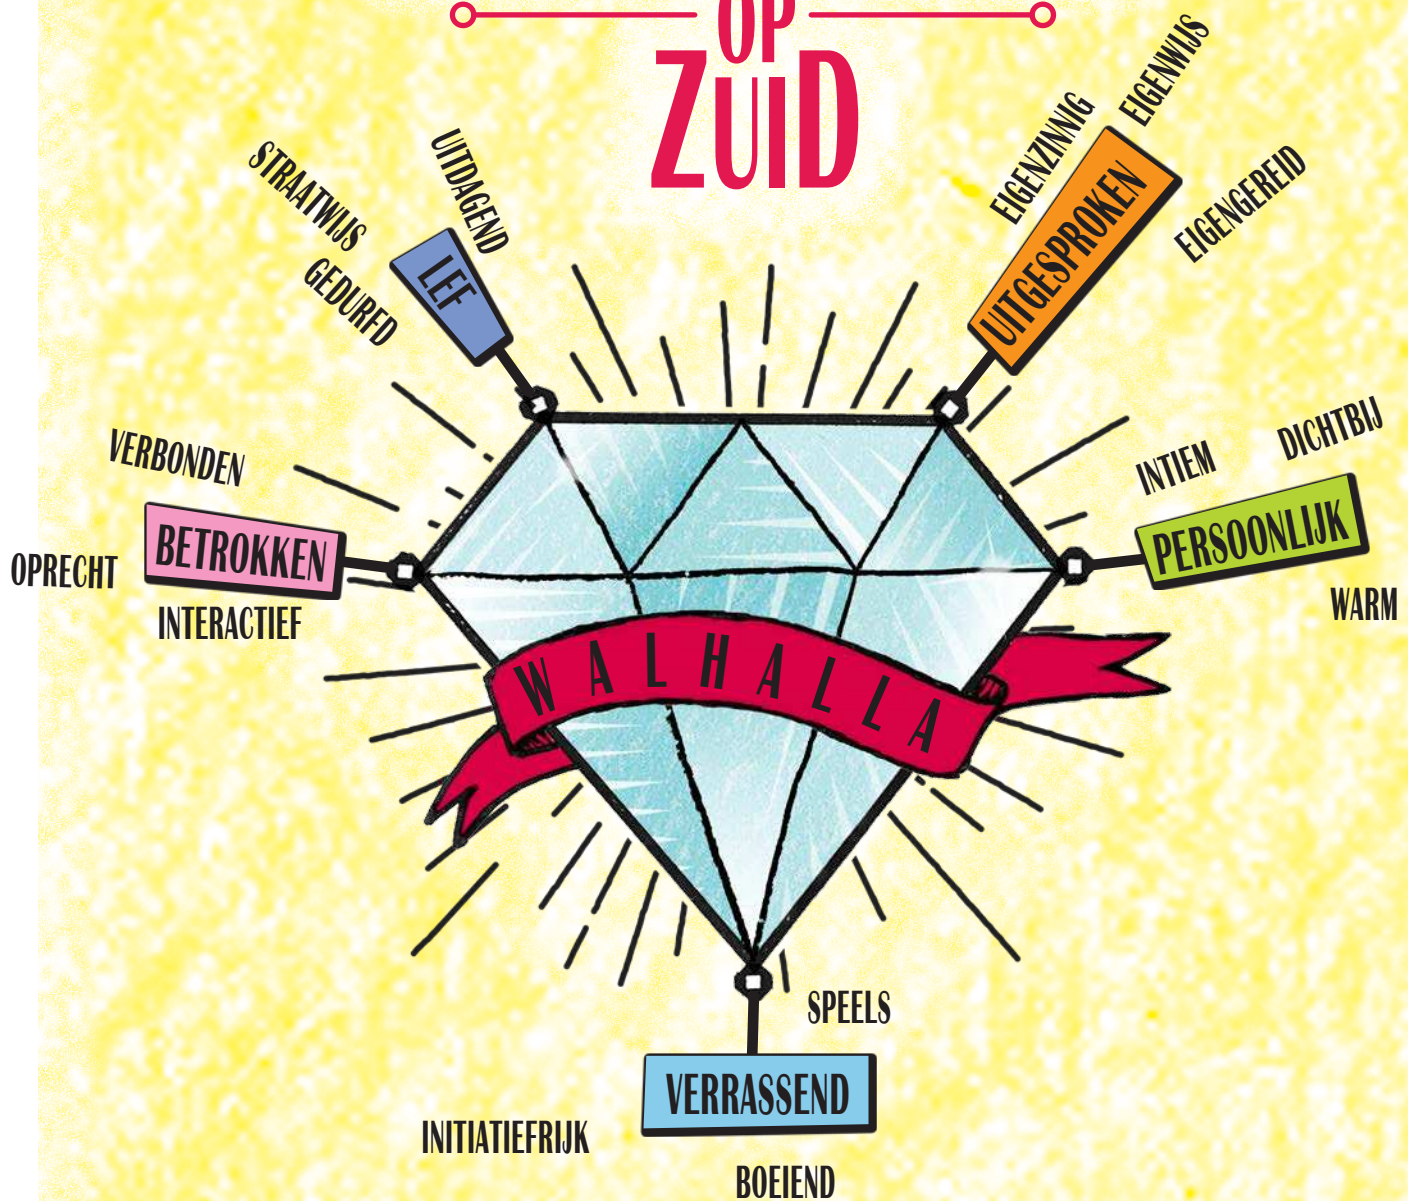 OP
ZUID
EIGENWIJS
EIGENZINNIG
UITGESPROKEN
EIGENGEREID
UITDAGEND
STRAATWIJS
LEF
GEDURFD
VERBONDEN
BETROKKEN
OPRECHT
INTERACTIEF
DICHTBIJ
INTIEM
PERSOONLIJK
WARM
WALHALLA
SPEELS
VERRASSEND
INITIATIEFRIJK
BOEIEND